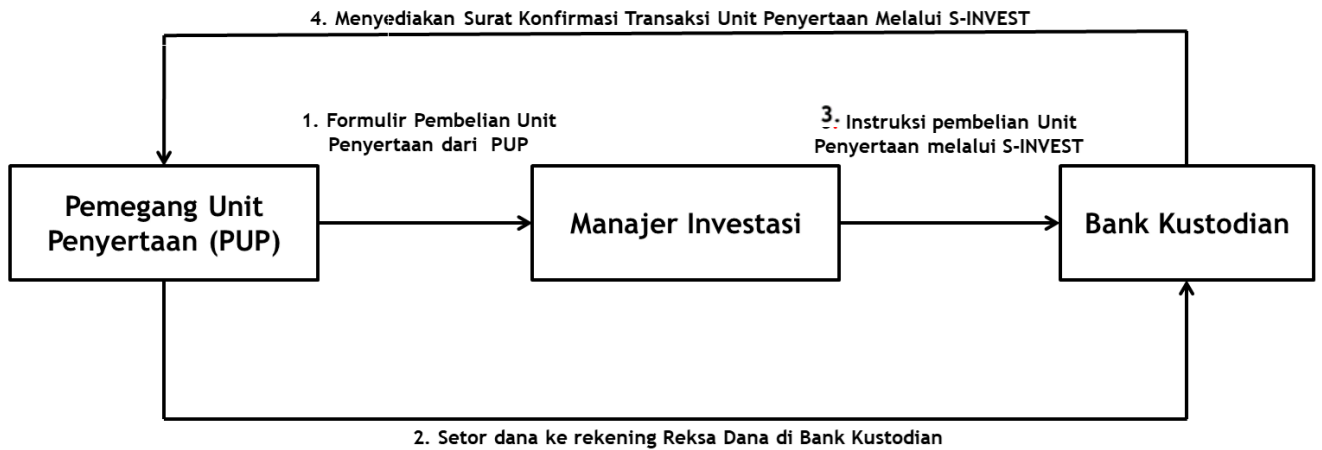 4. Menyediakan Surat Konfirmasi Transaksi Unit Penyertaan Melalui S-INVEST
1. Formulir Pembelian Unit
Penyertaan dari PUP
3. Instruksi pembelian Unit
Penyertaan melalui S-INVEST
Pemegang Unit
Penyertaan (PUP)
Manajer Investasi
Bank Kustodian
2. Setor dana ke rekening Reksa Dana di Bank Kustodian